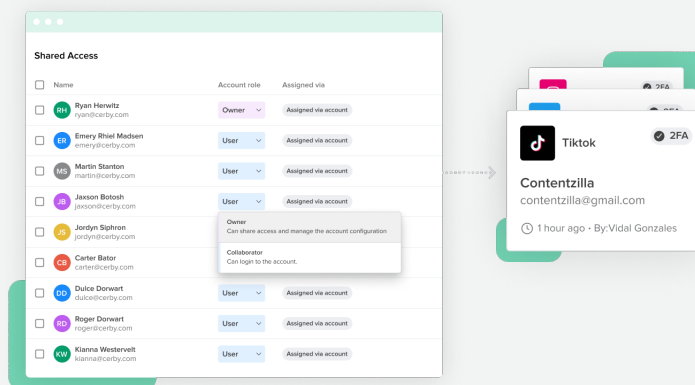 Shared Access
Name Account role Assigned via
RH Ryan Herwitz Owner Assigned via account
ryan@cerby.com
ER Emery Rhiel Madsen User Assigned via account
emery@cerby.com
MS Martin Stanton User Assigned via account
martin@cerby.com
JB Jaxson Botosh User Assigned via account
jaxson@cerby.com
JS Jordyn Siphron
jordyn@cerby.com
Owner
Can share access and manage the account configuration
Collaborator
Can login to the account.
CB Carter Bator
carter@cerby.com
DD Dulce Dorwart User Assigned via account
dulce@cerby.com
RD Roger Dorwart User Assigned via account
roger@cerby.com
KW Kianna Westervelt User Assigned via account
kianna@cerby.com
2FA
2FA
Tiktok 2FA
Contentzilla
contentzilla@gmail.com
1 hour ago • By:Vidal Gonzales